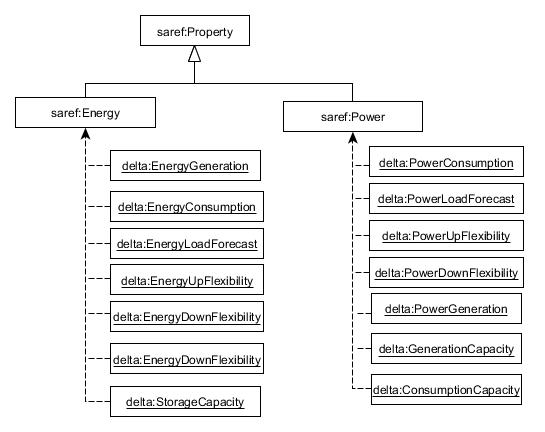 saref:Property
saref:Energy
delta:EnergyGeneration
delta:EnergyConsumption
delta:EnergyLoadForecast
delta:EnergyUpFlexibility
delta:EnergyDownFlexibility
delta:EnergyDownFlexibility
delta:StorageCapacity
saref:Power
delta:PowerConsumption
delta:PowerLoadForecast
delta:PowerUpFlexibility
delta:PowerDownFlexibility
delta:PowerGeneration
delta:GenerationCapacity
delta:ConsumptionCapacity